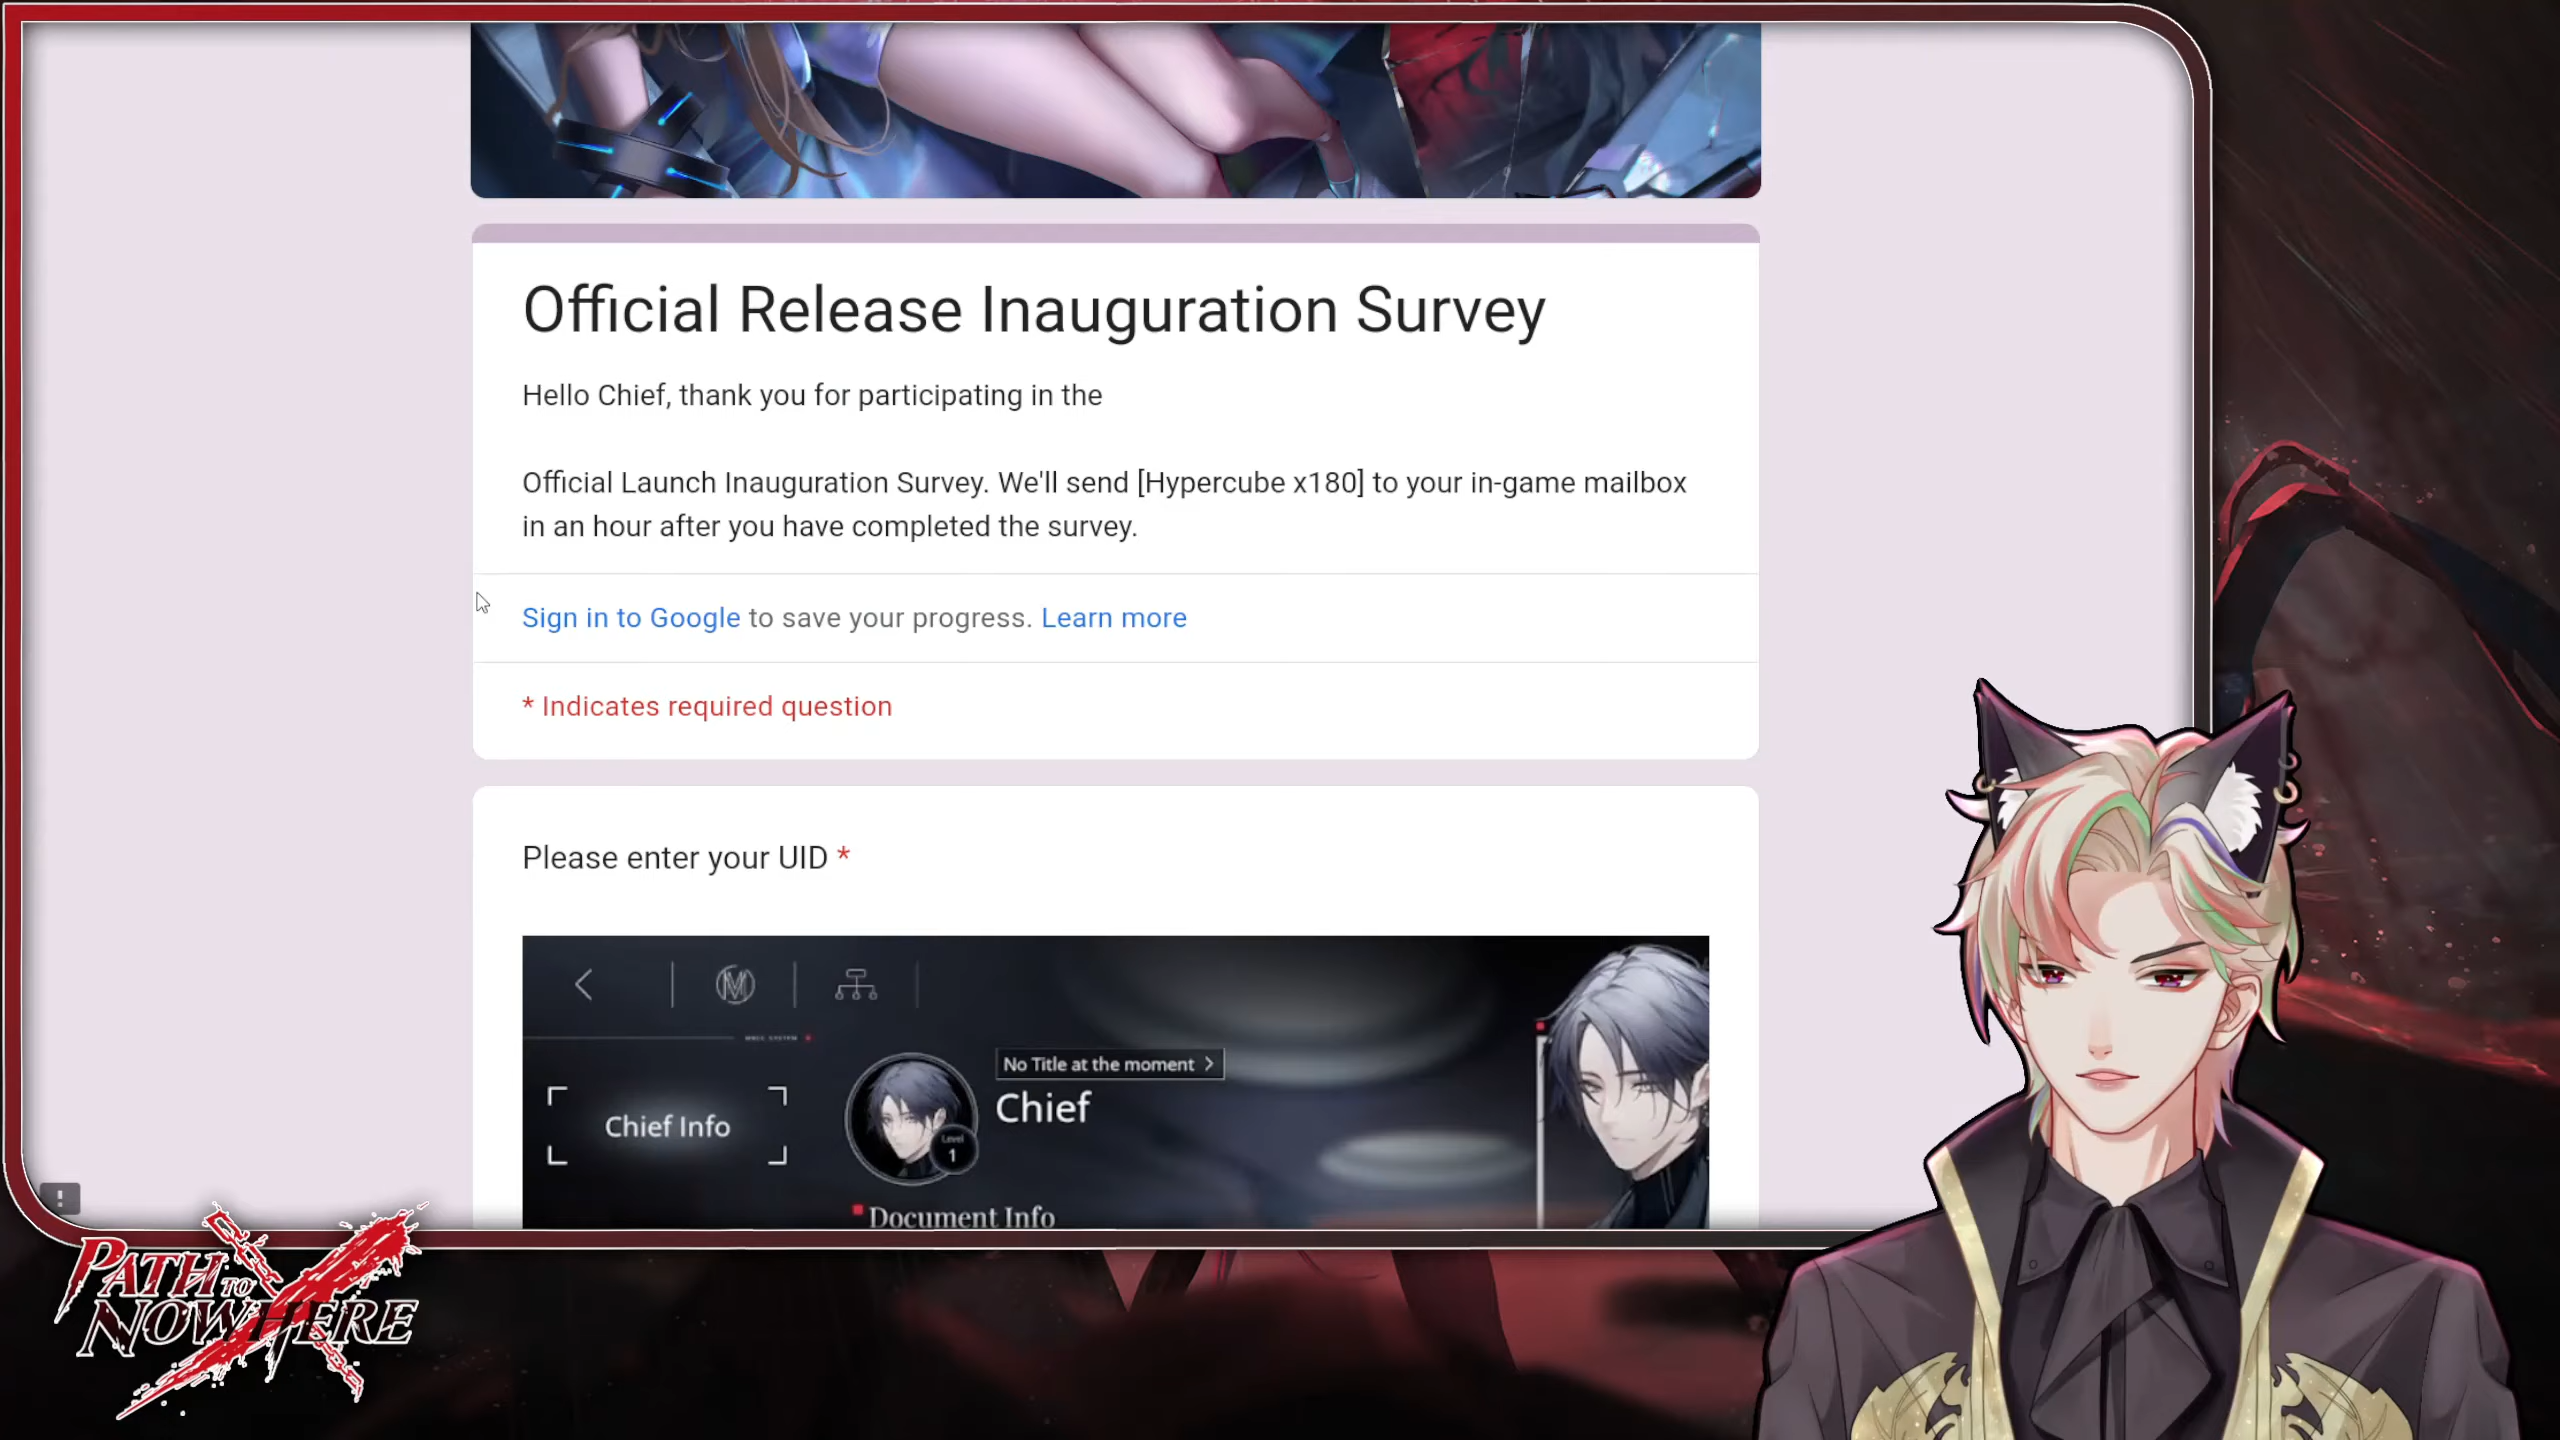 Official Release Inauguration Survey
Hello Chief, thank you for participating in the
Official Launch Inauguration Survey. We'll send [Hypercube x180] to your in-game mailbox
in an hour after you have completed the survey.
Sign in to Google to save your progress. Learn more
* Indicates required question
Please enter your UID *
No Title at the moment >
Chief
Chief Info
Level
1
Document Info
PATH TO
NOWHERE